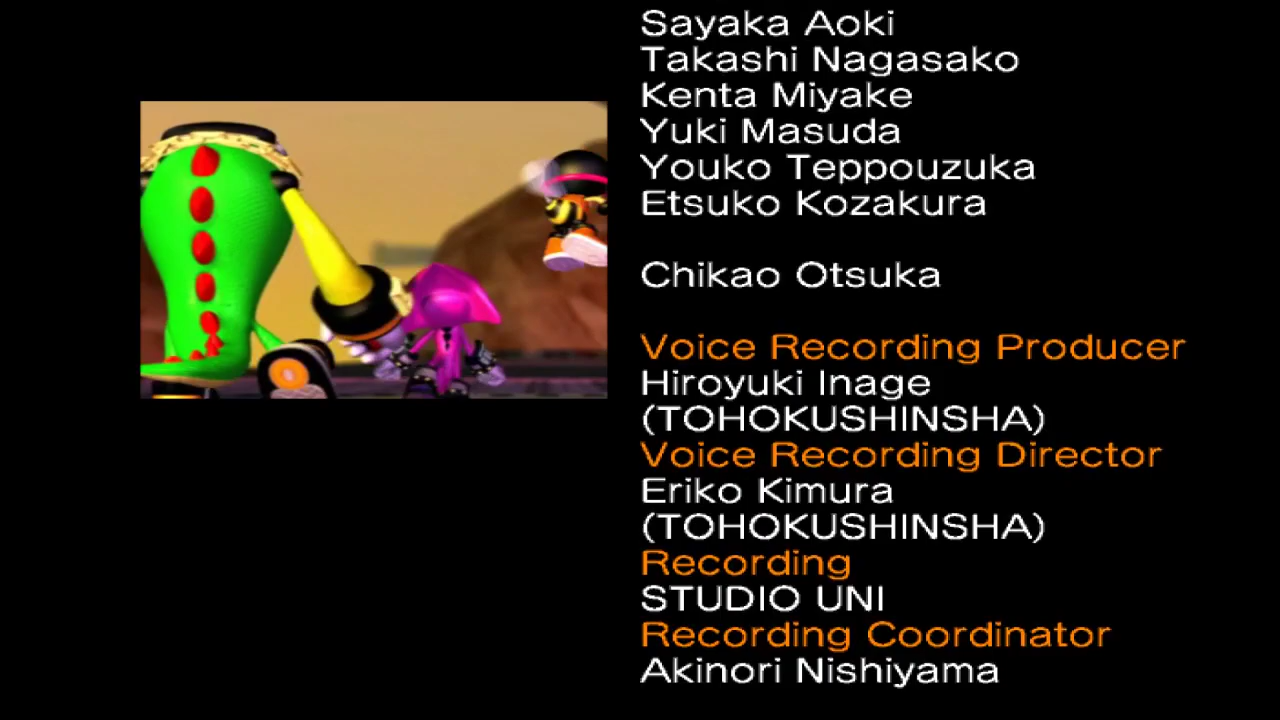 Sayaka Aoki
Takashi Nagasako
Kenta Miyake
Yuki Masuda
Youko Teppouzuka
Etsuko Kozakura
Chikao Otsuka
Voice Recording Producer
Hiroyuki Inage
(TOHOKUSHINSHA)
Voice Recording Director
Eriko Kimura
(TOHOKUSHINSHA)
Recording
STUDIO UNI
Recording Coordinator
Akinori Nishiyama